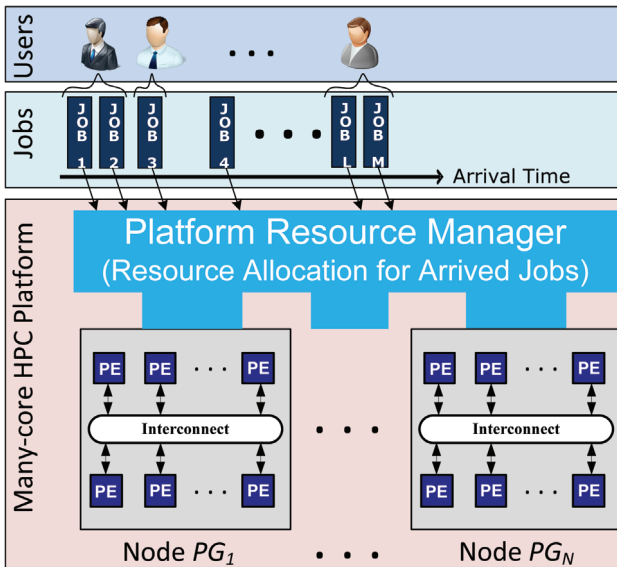 Users
. . .
Jobs
JOB 1 JOB 2 JOB 3 JOB 4 . . . JOB L JOB M
Arrival Time
Many-core HPC Platform
Platform Resource Manager
(Resource Allocation for Arrived Jobs)
PE PE . . . PE PE PE . . . PE
Interconnect . . . Interconnect
PE PE . . . PE PE PE . . . PE
Node PG1 . . . Node PGN